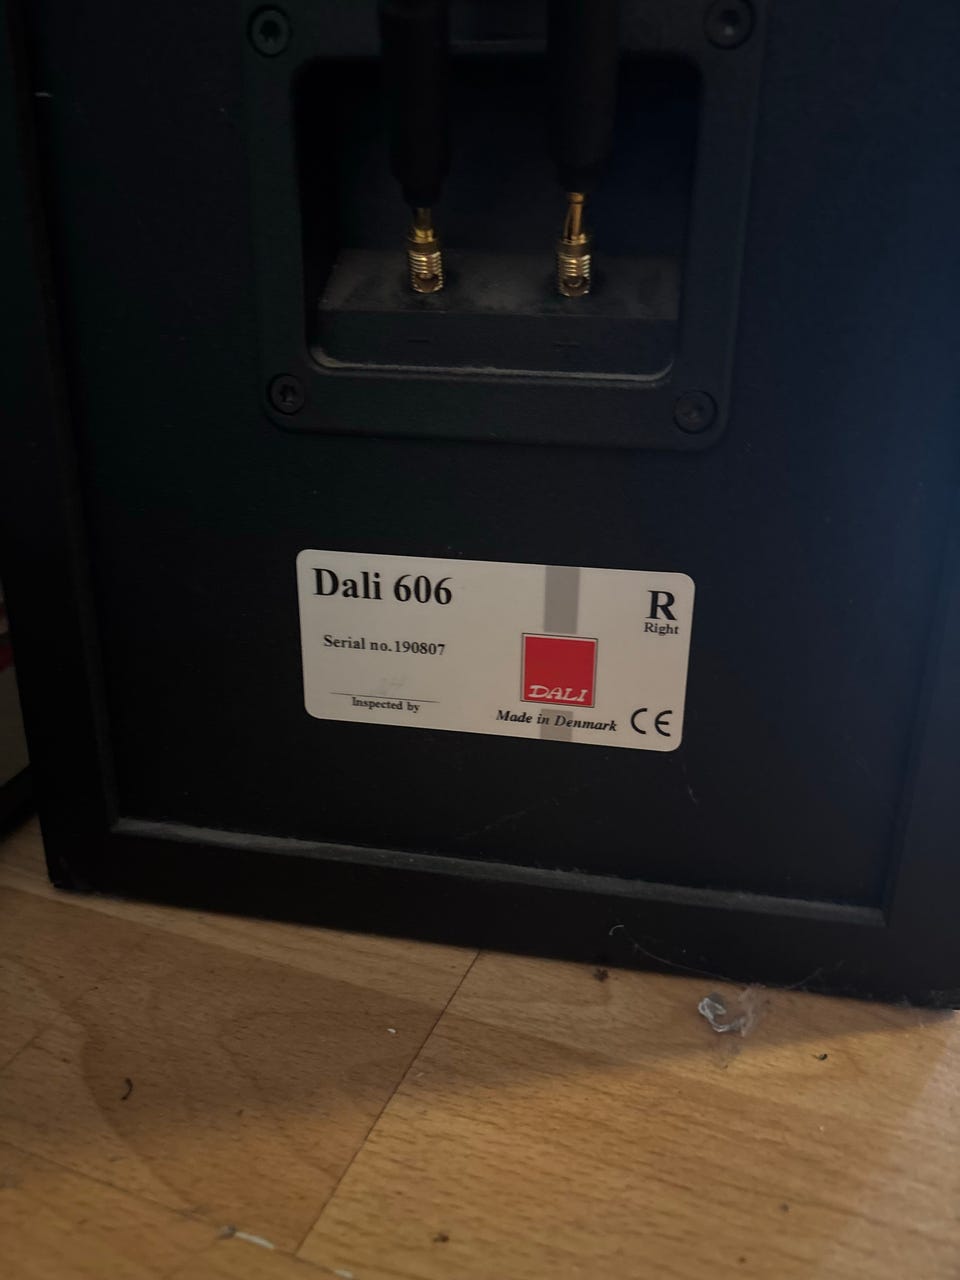 − +
Dali 606
R
Right
Serial no. 190807
DALI
Inspected by
Made in Denmark CE